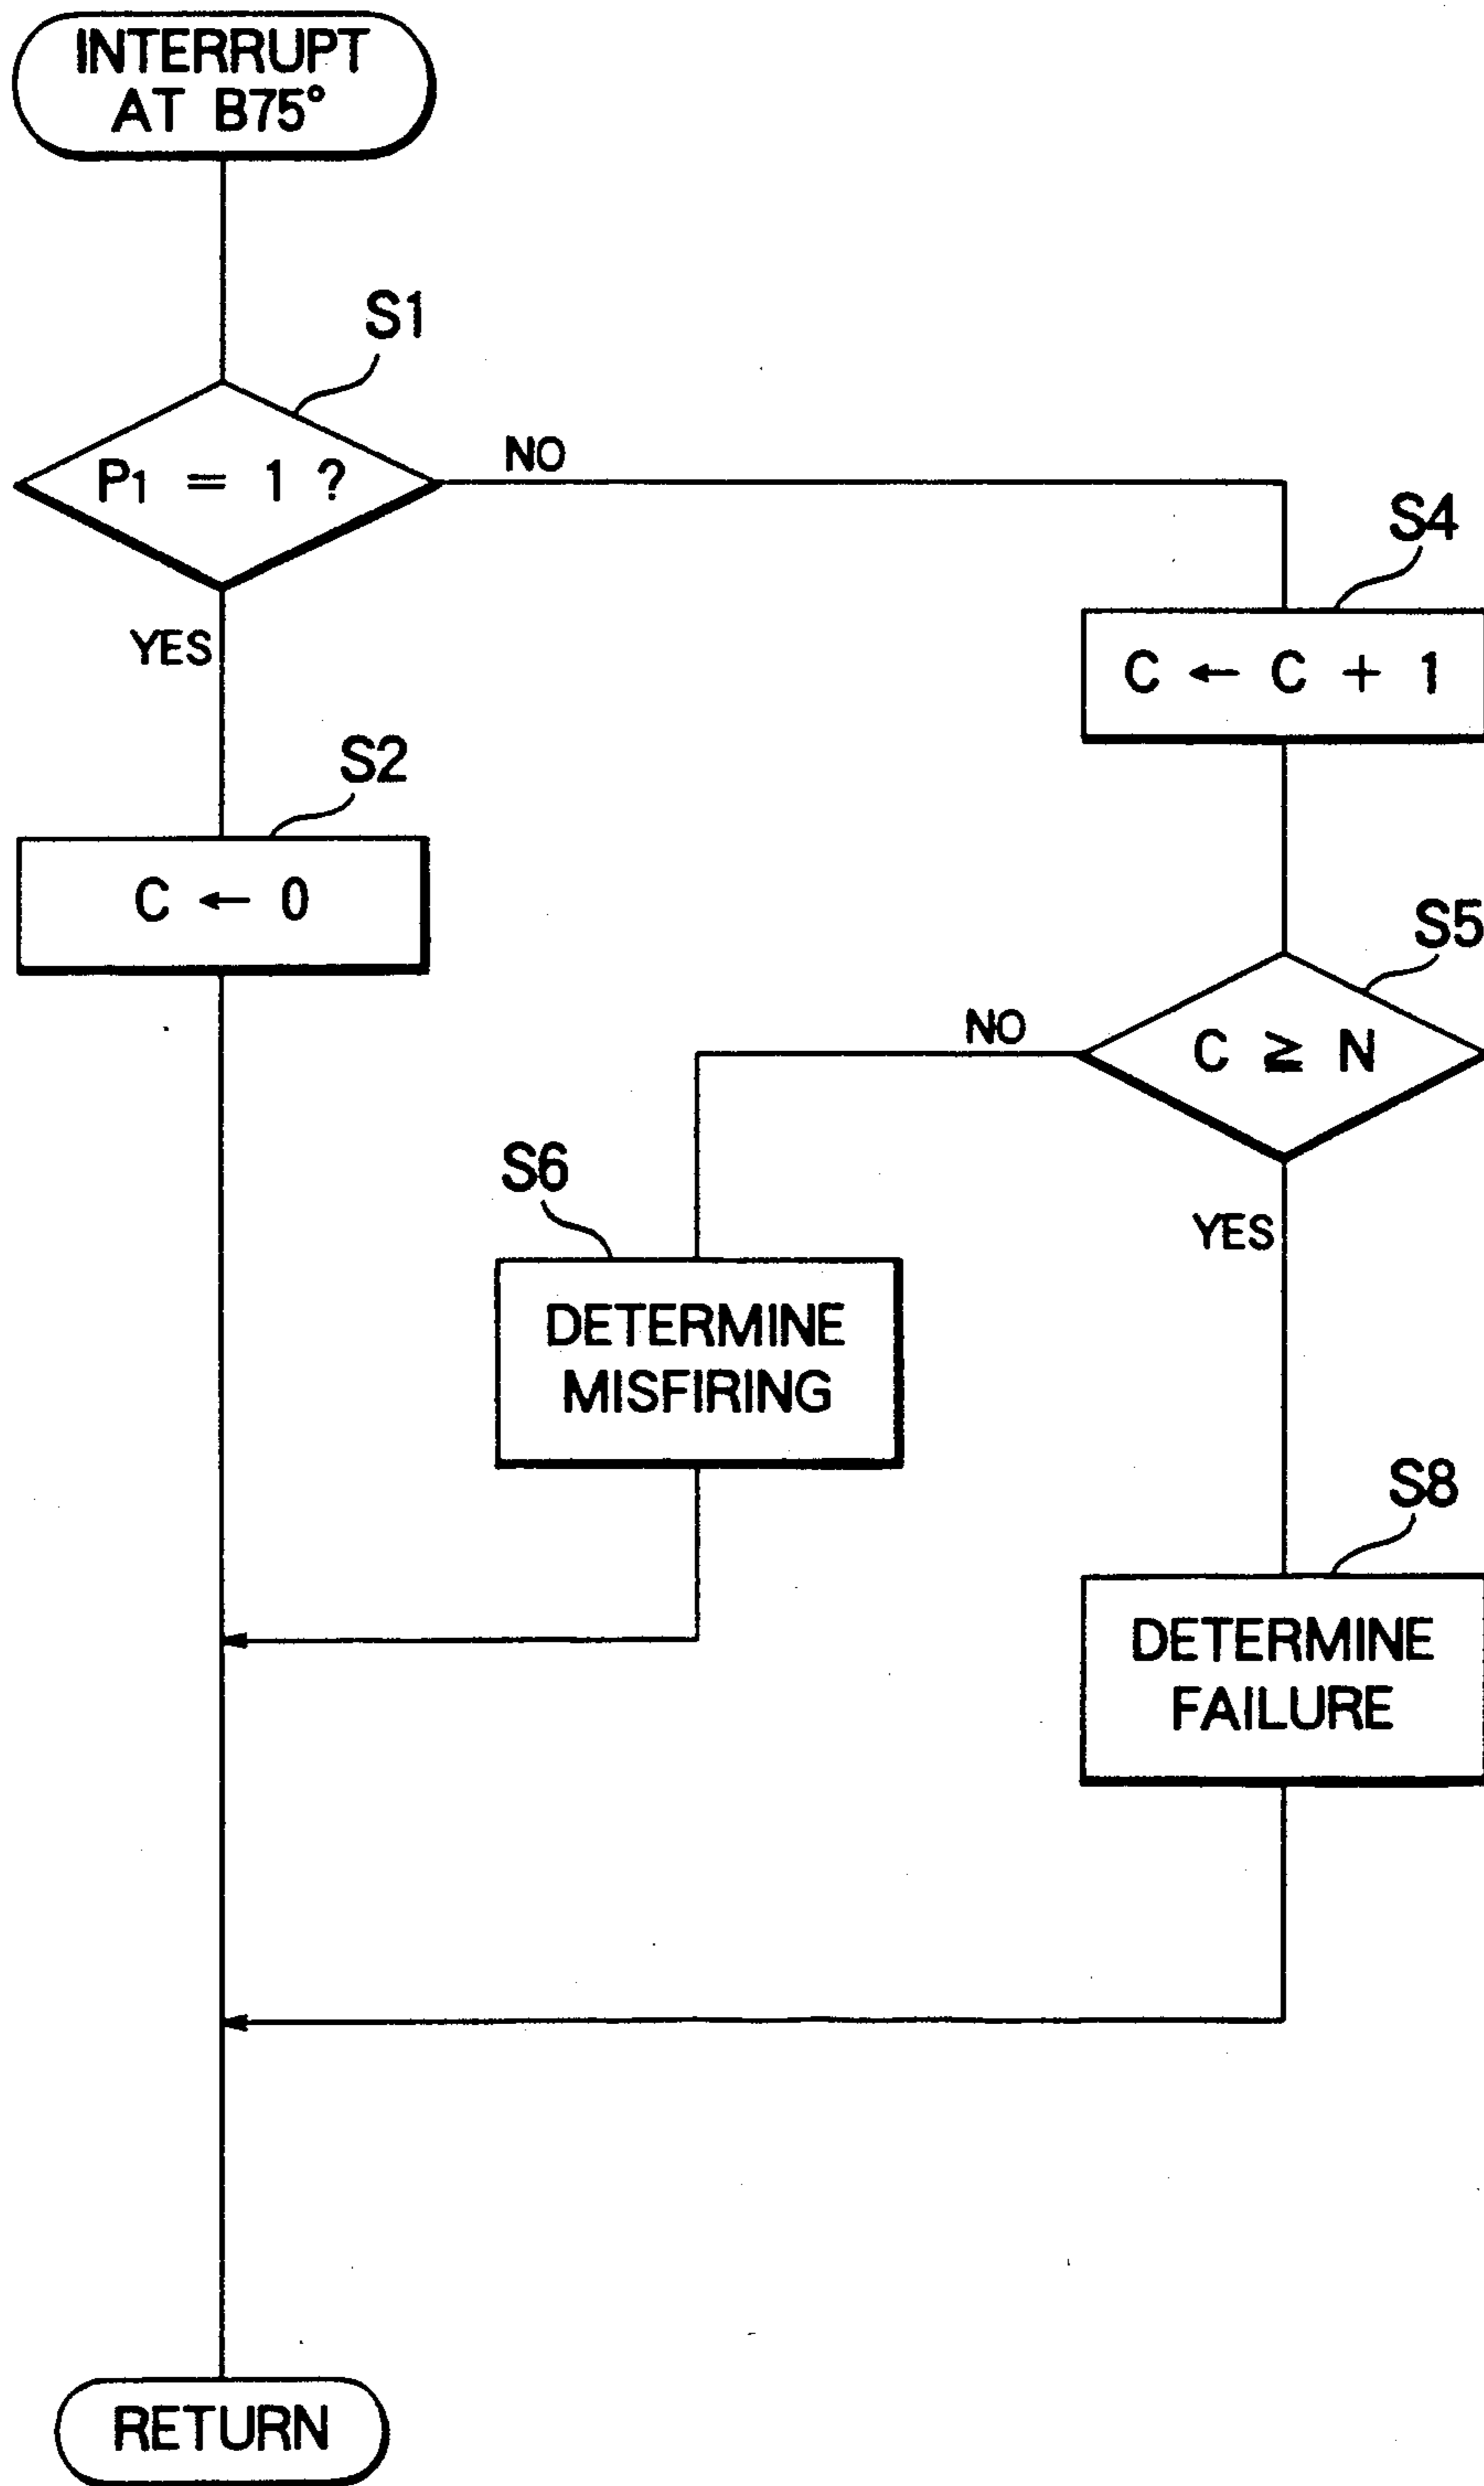 INTERRUPT
AT B75°
S1
P1 = 1 ?
NO
YES
S4
C ← C + 1
S2
C ← 0
S5
C ≧ N
NO
YES
S6
DETERMINE
MISFIRING
S8
DETERMINE
FAILURE
RETURN